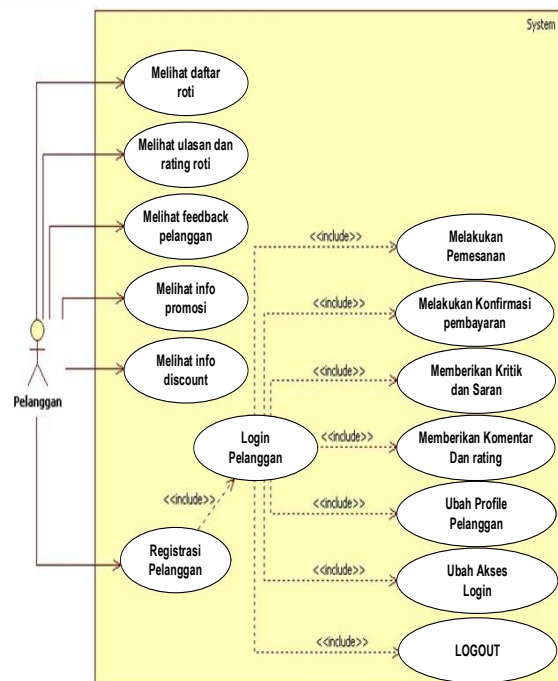 System
Melihat daftar
roti
Melihat ulasan dan
rating roti
Melihat feedback
pelanggan
Melihat info
promosi
Melihat info
discount
Pelanggan
Registrasi
Pelanggan
<<include>>
Login
Pelanggan
<<include>>
Melakukan
Pemesanan
<<include>>
Melakukan Konfirmasi
pembayaran
<<include>>
Memberikan Kritik
dan Saran
<<include>>
Memberikan Komentar
Dan rating
<<include>>
Ubah Profile
Pelanggan
<<include>>
Ubah Akses
Login
<<include>>
LOGOUT